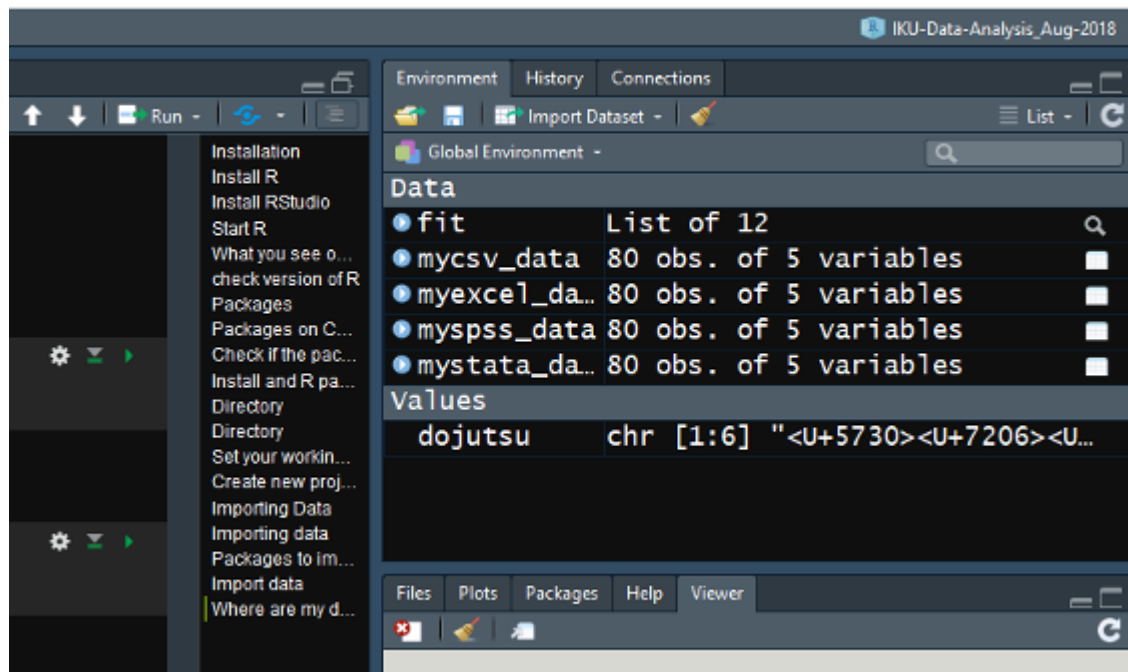 IKU-Data-Analysis_Aug-2018
Run
Installation
Install R
Install RStudio
Start R
What you see o...
check version of R
Packages
Packages on C...
Check if the pac...
Install and R pa...
Directory
Directory
Set your workin...
Create new proj...
Importing Data
Importing data
Packages to im...
Import data
Where are my d...
Environment History Connections
Import Dataset List
Global Environment
Data
fit List of 12
mycsv_data 80 obs. of 5 variables
myexcel_da… 80 obs. of 5 variables
myspss_data 80 obs. of 5 variables
mystata_da… 80 obs. of 5 variables
Values
dojutsu chr [1:6] "<U+5730><U+7206><U…
Files Plots Packages Help Viewer